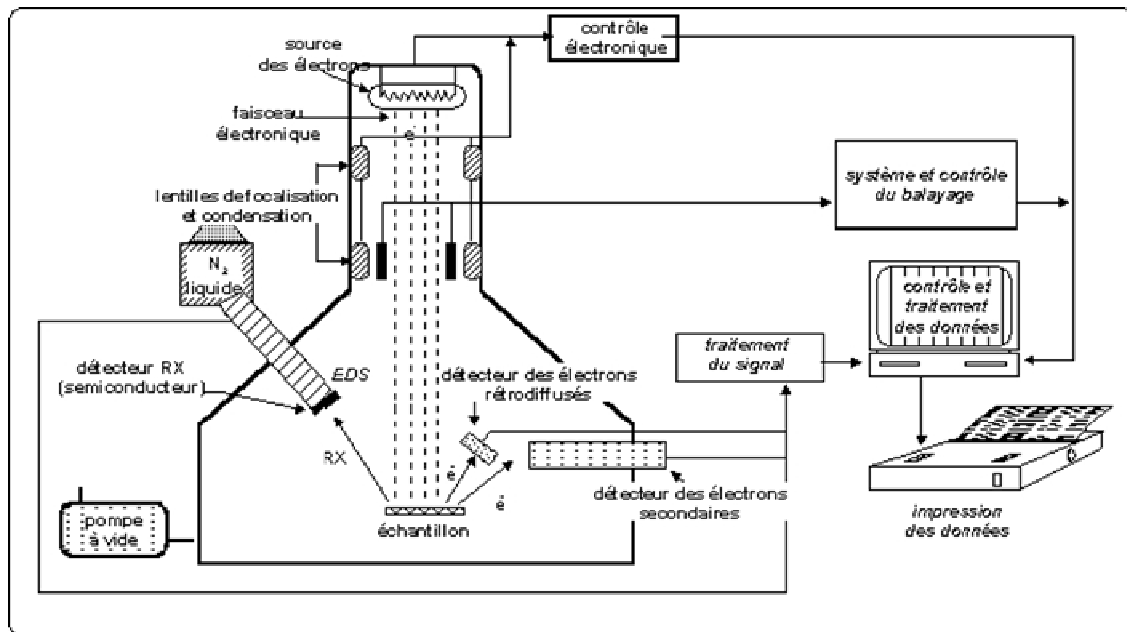 contrôle
électronique
source
des électrons
faisceau
électronique
é
lentilles defocalisation
et condensation
système et contrôle
du balayage
N₂
liquide
contrôle et
traitement
des données
traitement
du signal
détecteur RX
(semiconducteur)
EDS
détecteur des électrons
rétrodiffusés
RX
é
é
détecteur des électrons
secondaires
échantillon
pompe
à vide
impression
des données